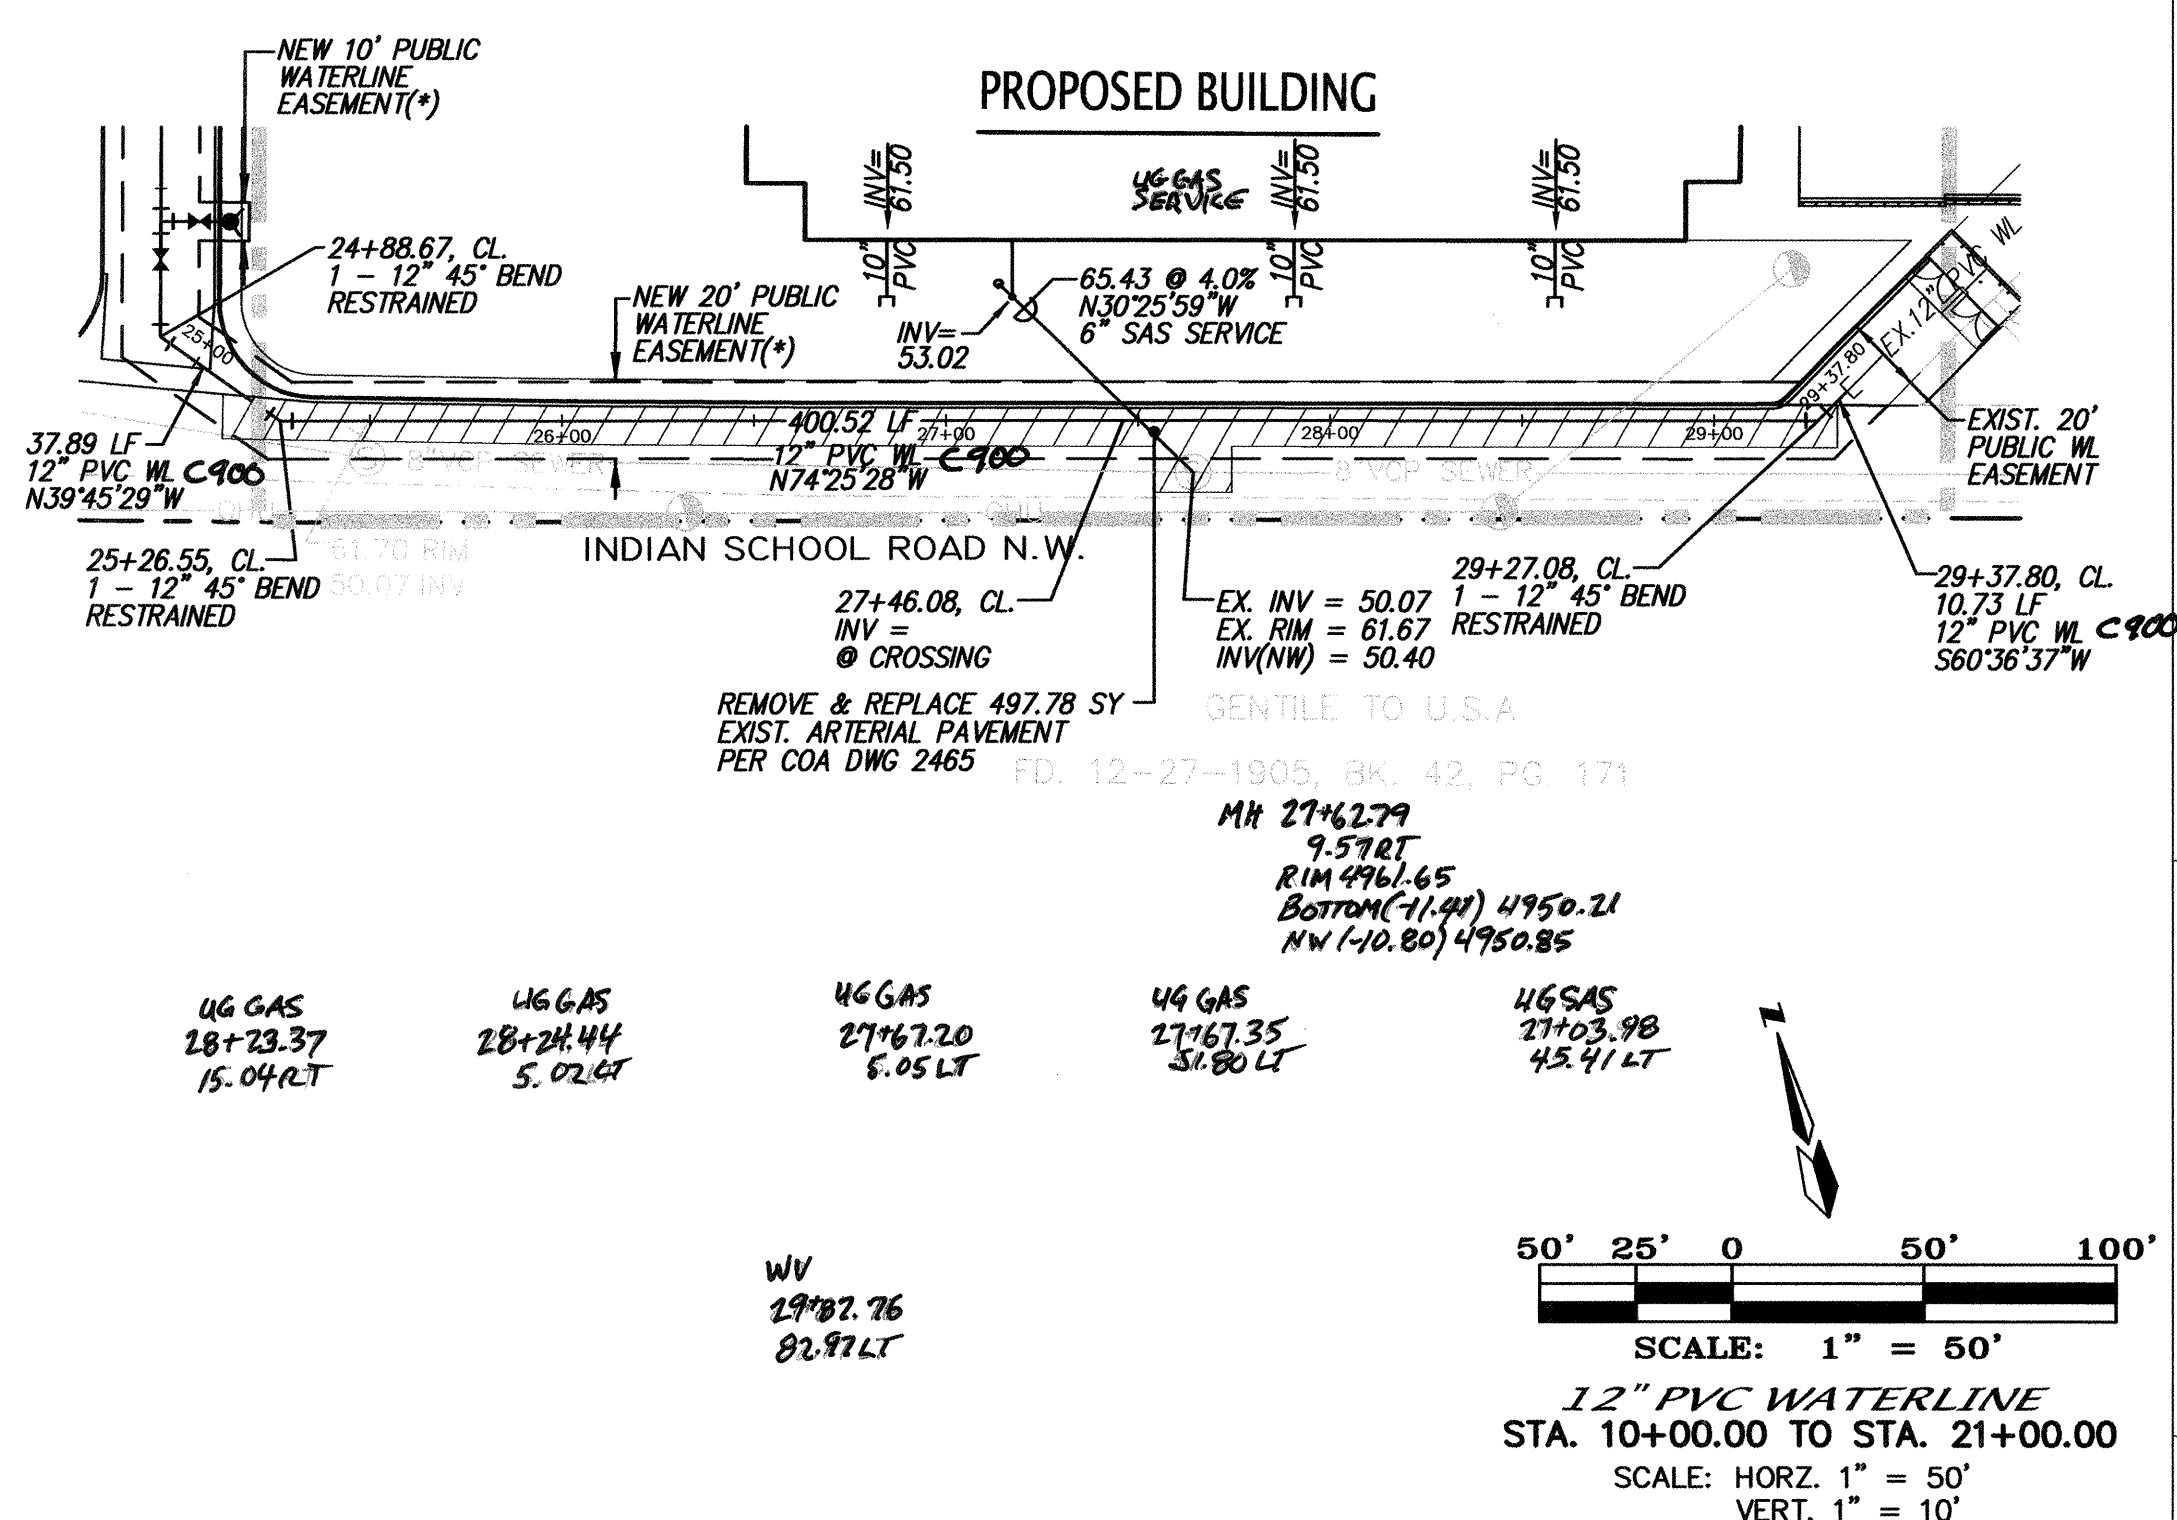 NEW 10' PUBLIC
WATERLINE
EASEMENT(*)
PROPOSED BUILDING
INV=
61.50
UG GAS
SERVICE
INV=
61.50
INV=
61.50
24+88.67, CL.
1 - 12" 45° BEND
RESTRAINED
NEW 20' PUBLIC
WATERLINE
EASEMENT(*)
10"
PVC
INV=
53.02
65.43 @ 4.0%
N30°25'59"W
6" SAS SERVICE
10"
PVC
10"
PVC
EX.12" PVC WL
25+00
29+37.80
37.89 LF
12" PVC WL C900
N39°45'29"W
26+00
400.52 LF
12" PVC WL C900
N74°25'28"W
27+00
28+00
29+00
8"VCP SEWER
8"VCP SEWER
EXIST. 20'
PUBLIC WL
EASEMENT
OHU
OHU
INDIAN SCHOOL ROAD N.W.
61.70 RIM
50.07 INV
25+26.55, CL.
1 - 12" 45° BEND
RESTRAINED
27+46.08, CL.
INV =
@ CROSSING
EX. INV = 50.07
EX. RIM = 61.67
INV(NW) = 50.40
29+27.08, CL.
1 - 12" 45° BEND
RESTRAINED
29+37.80, CL.
10.73 LF
12" PVC WL C900
S60°36'37"W
REMOVE & REPLACE 497.78 SY
EXIST. ARTERIAL PAVEMENT
PER COA DWG 2465
GENTILE TO U.S.A
FD. 12-27-1905, BK. 42, PG. 171
MH 27+62.79
9.57 RT
RIM 4961.65
BOTTOM 4950.21
NW (-10.80) 4950.85
UG GAS
28+23.37
15.04 RT
UG GAS
28+24.44
5.02 LT
UG GAS
27+67.20
5.05 LT
UG GAS
27+67.35
51.80 LT
UG SAS
27+03.98
45.41 LT
WV
29+82.76
82.97 LT
50' 25' 0 50' 100'
SCALE: 1" = 50'
12" PVC WATERLINE
STA. 10+00.00 TO STA. 21+00.00
SCALE: HORZ. 1" = 50'
VERT. 1" = 10'